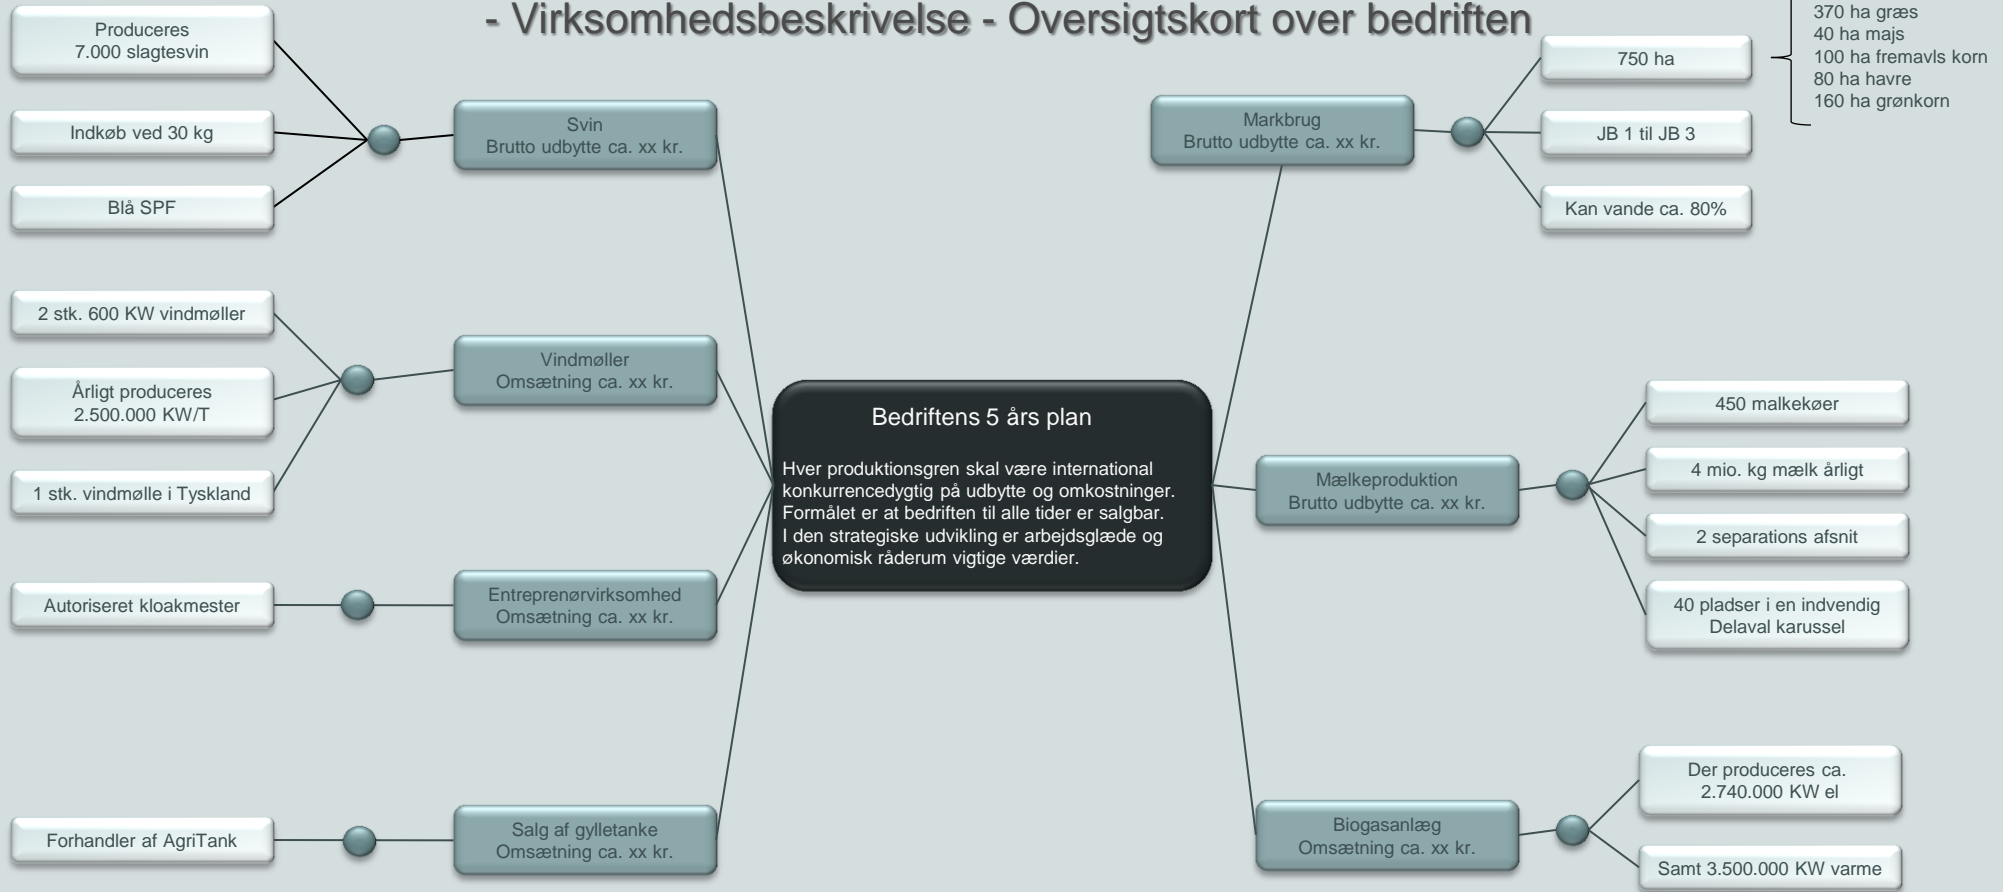 - Virksomhedsbeskrivelse - Oversigtskort over bedriften
Produceres
7.000 slagtesvin
Indkøb ved 30 kg
Blå SPF
Svin
Brutto udbytte ca. xx kr.
2 stk. 600 KW vindmøller
Årligt produceres
2.500.000 KW/T
1 stk. vindmølle i Tyskland
Vindmøller
Omsætning ca. xx kr.
Autoriseret kloakmester
Entreprenørvirksomhed
Omsætning ca. xx kr.
Forhandler af AgriTank
Salg af gylletanke
Omsætning ca. xx kr.
Bedriftens 5 års plan
Hver produktionsgren skal være international
konkurrencedygtig på udbytte og omkostninger.
Formålet er at bedriften til alle tider er salgbar.
I den strategiske udvikling er arbejdsglæde og
økonomisk råderum vigtige værdier.
Markbrug
Brutto udbytte ca. xx kr.
750 ha
JB 1 til JB 3
Kan vande ca. 80%
370 ha græs
40 ha majs
100 ha fremavls korn
80 ha havre
160 ha grønkorn
Mælkeproduktion
Brutto udbytte ca. xx kr.
450 malkekøer
4 mio. kg mælk årligt
2 separations afsnit
40 pladser i en indvendig
Delaval karussel
Biogasanlæg
Omsætning ca. xx kr.
Der produceres ca.
2.740.000 KW el
Samt 3.500.000 KW varme